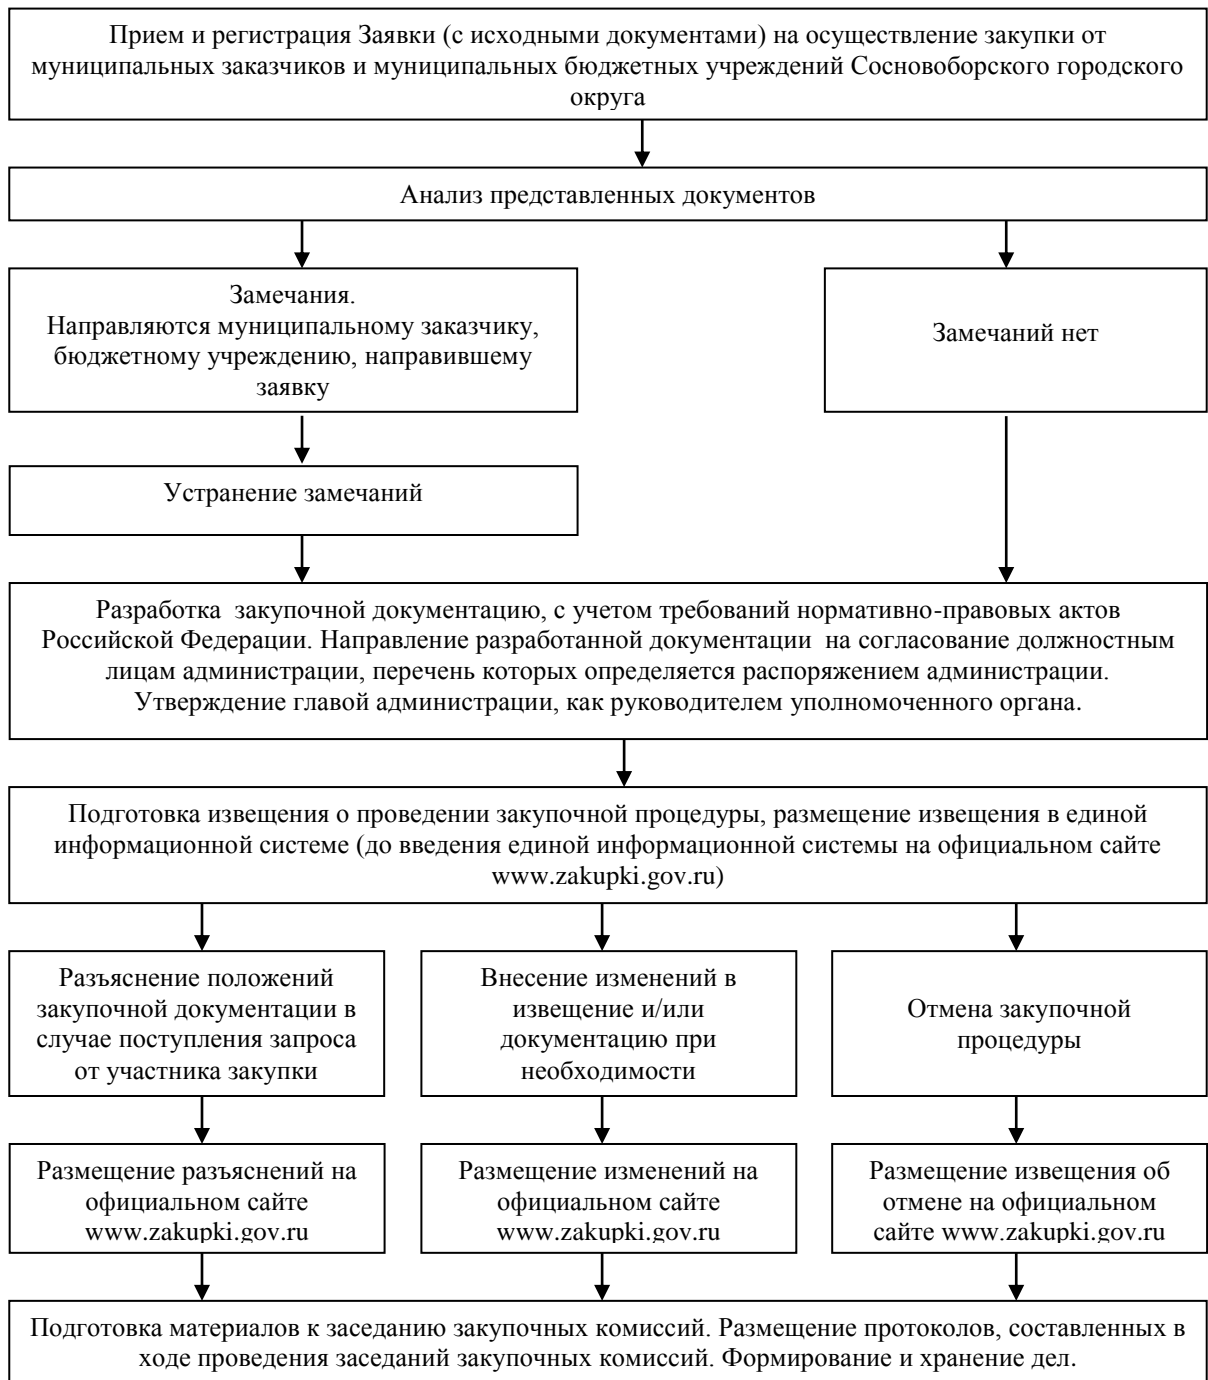 Прием и регистрация Заявки (с исходными документами) на осуществление закупки от
муниципальных заказчиков и муниципальных бюджетных учреждений Сосновоборского городского
округа
Анализ представленных документов
Замечания.
Направляются муниципальному заказчику,
бюджетному учреждению, направившему
заявку
Замечаний нет
Устранение замечаний
Разработка закупочной документацию, с учетом требований нормативно-правовых актов
Российской Федерации. Направление разработанной документации на согласование должностным
лицам администрации, перечень которых определяется распоряжением администрации.
Утверждение главой администрации, как руководителем уполномоченного органа.
Подготовка извещения о проведении закупочной процедуры, размещение извещения в единой
информационной системе (до введения единой информационной системы на официальном сайте
www.zakupki.gov.ru)
Разъяснение положений
закупочной документации в
случае поступления запроса
от участника закупки
Внесение изменений в
извещение и/или
документацию при
необходимости
Отмена закупочной
процедуры
Размещение разъяснений на
официальном сайте
www.zakupki.gov.ru
Размещение изменений на
официальном сайте
www.zakupki.gov.ru
Размещение извещения об
отмене на официальном
сайте www.zakupki.gov.ru
Подготовка материалов к заседанию закупочных комиссий. Размещение протоколов, составленных в
ходе проведения заседаний закупочных комиссий. Формирование и хранение дел.